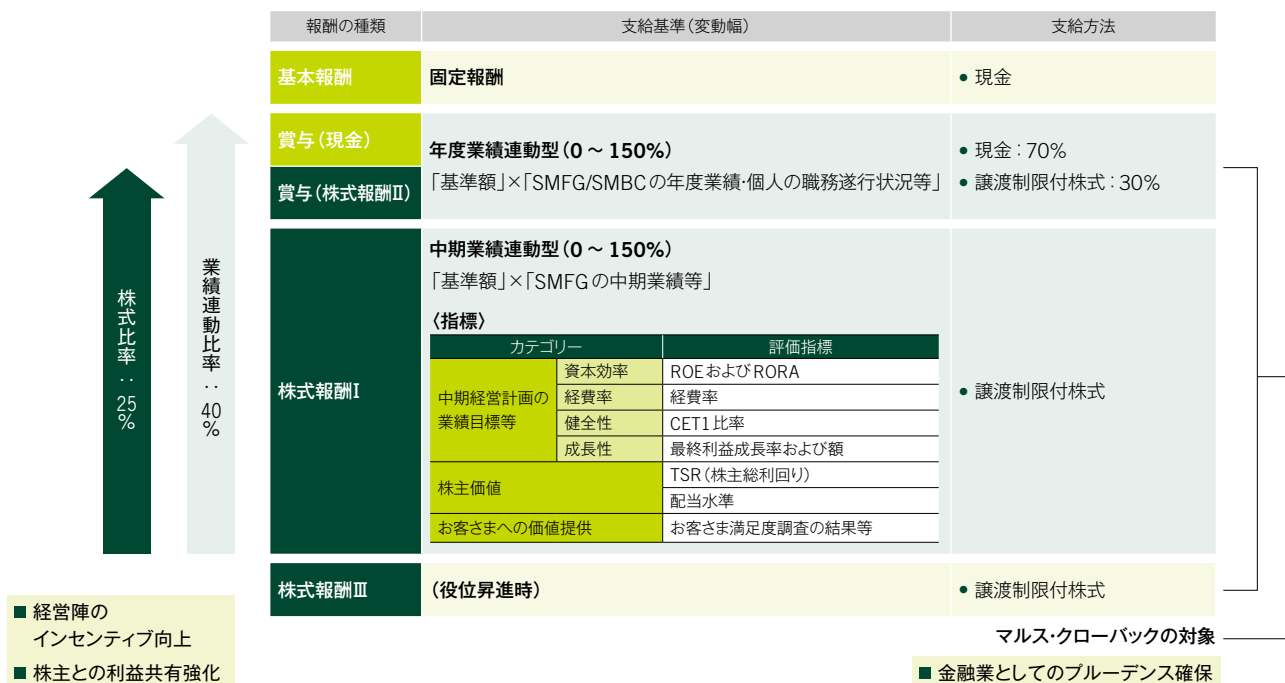 報酬の種類
支給基準（変動幅）
支給方法
基本報酬
固定報酬
• 現金
賞与（現金）
賞与（株式報酬Ⅱ）
年度業績連動型（0 ～ 150%）
「基準額」×「SMFG/SMBCの年度業績・個人の職務遂行状況等」
• 現金：70%
• 譲渡制限付株式：30%
株式報酬Ⅰ
中期業績連動型（0 ～ 150%）
「基準額」×「SMFGの中期業績等」
〈指標〉
カテゴリー
評価指標
中期経営計画の
業績目標等
資本効率
ROEおよびRORA
経費率
経費率
健全性
CET1比率
成長性
最終利益成長率および額
株主価値
TSR（株主総利回り）
配当水準
お客さまへの価値提供
お客さま満足度調査の結果等
• 譲渡制限付株式
株式報酬Ⅲ
（役位昇進時）
• 譲渡制限付株式
株式比率：25%
業績連動比率：40%
■ 経営陣の
インセンティブ向上
■ 株主との利益共有強化
マルス・クローバックの対象
■ 金融業としてのプルーデンス確保